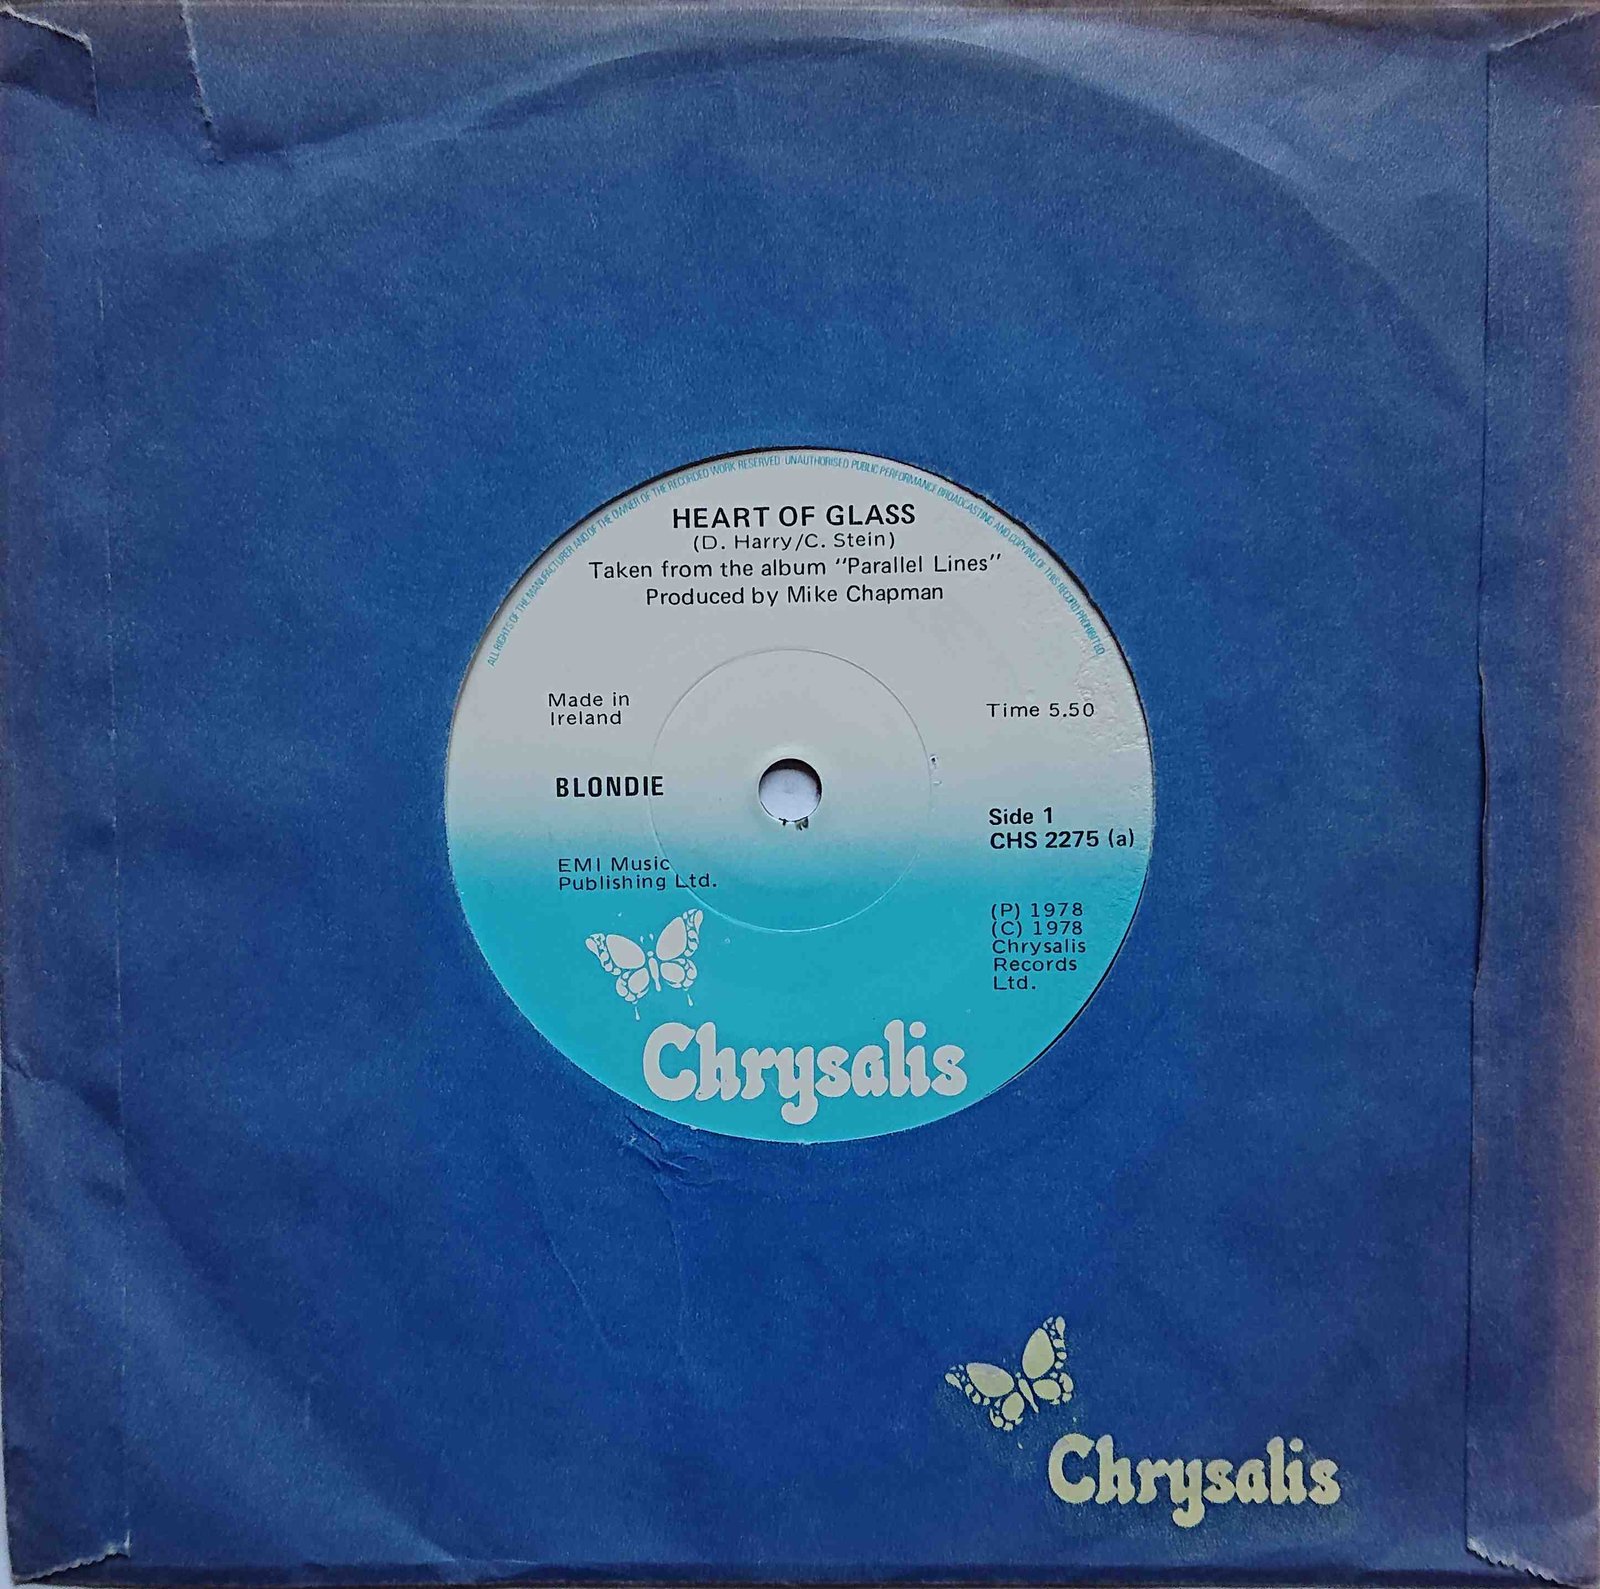 ALL RIGHTS OF THE MANUFACTURER AND OF THE OWNER OF THE RECORDED WORK RESERVED UNAUTHORISED PUBLIC PERFORMANCE BROADCASTING AND COPYING OF THIS RECORD PROHIBITED
HEART OF GLASS
(D. Harry/C. Stein)
Taken from the album "Parallel Lines"
Produced by Mike Chapman
Made in
Ireland
Time 5.50
BLONDIE
Side 1
CHS 2275 (a)
EMI Music
Publishing Ltd.
(P) 1978
(C) 1978
Chrysalis
Records
Ltd.
Chrysalis
Chrysalis